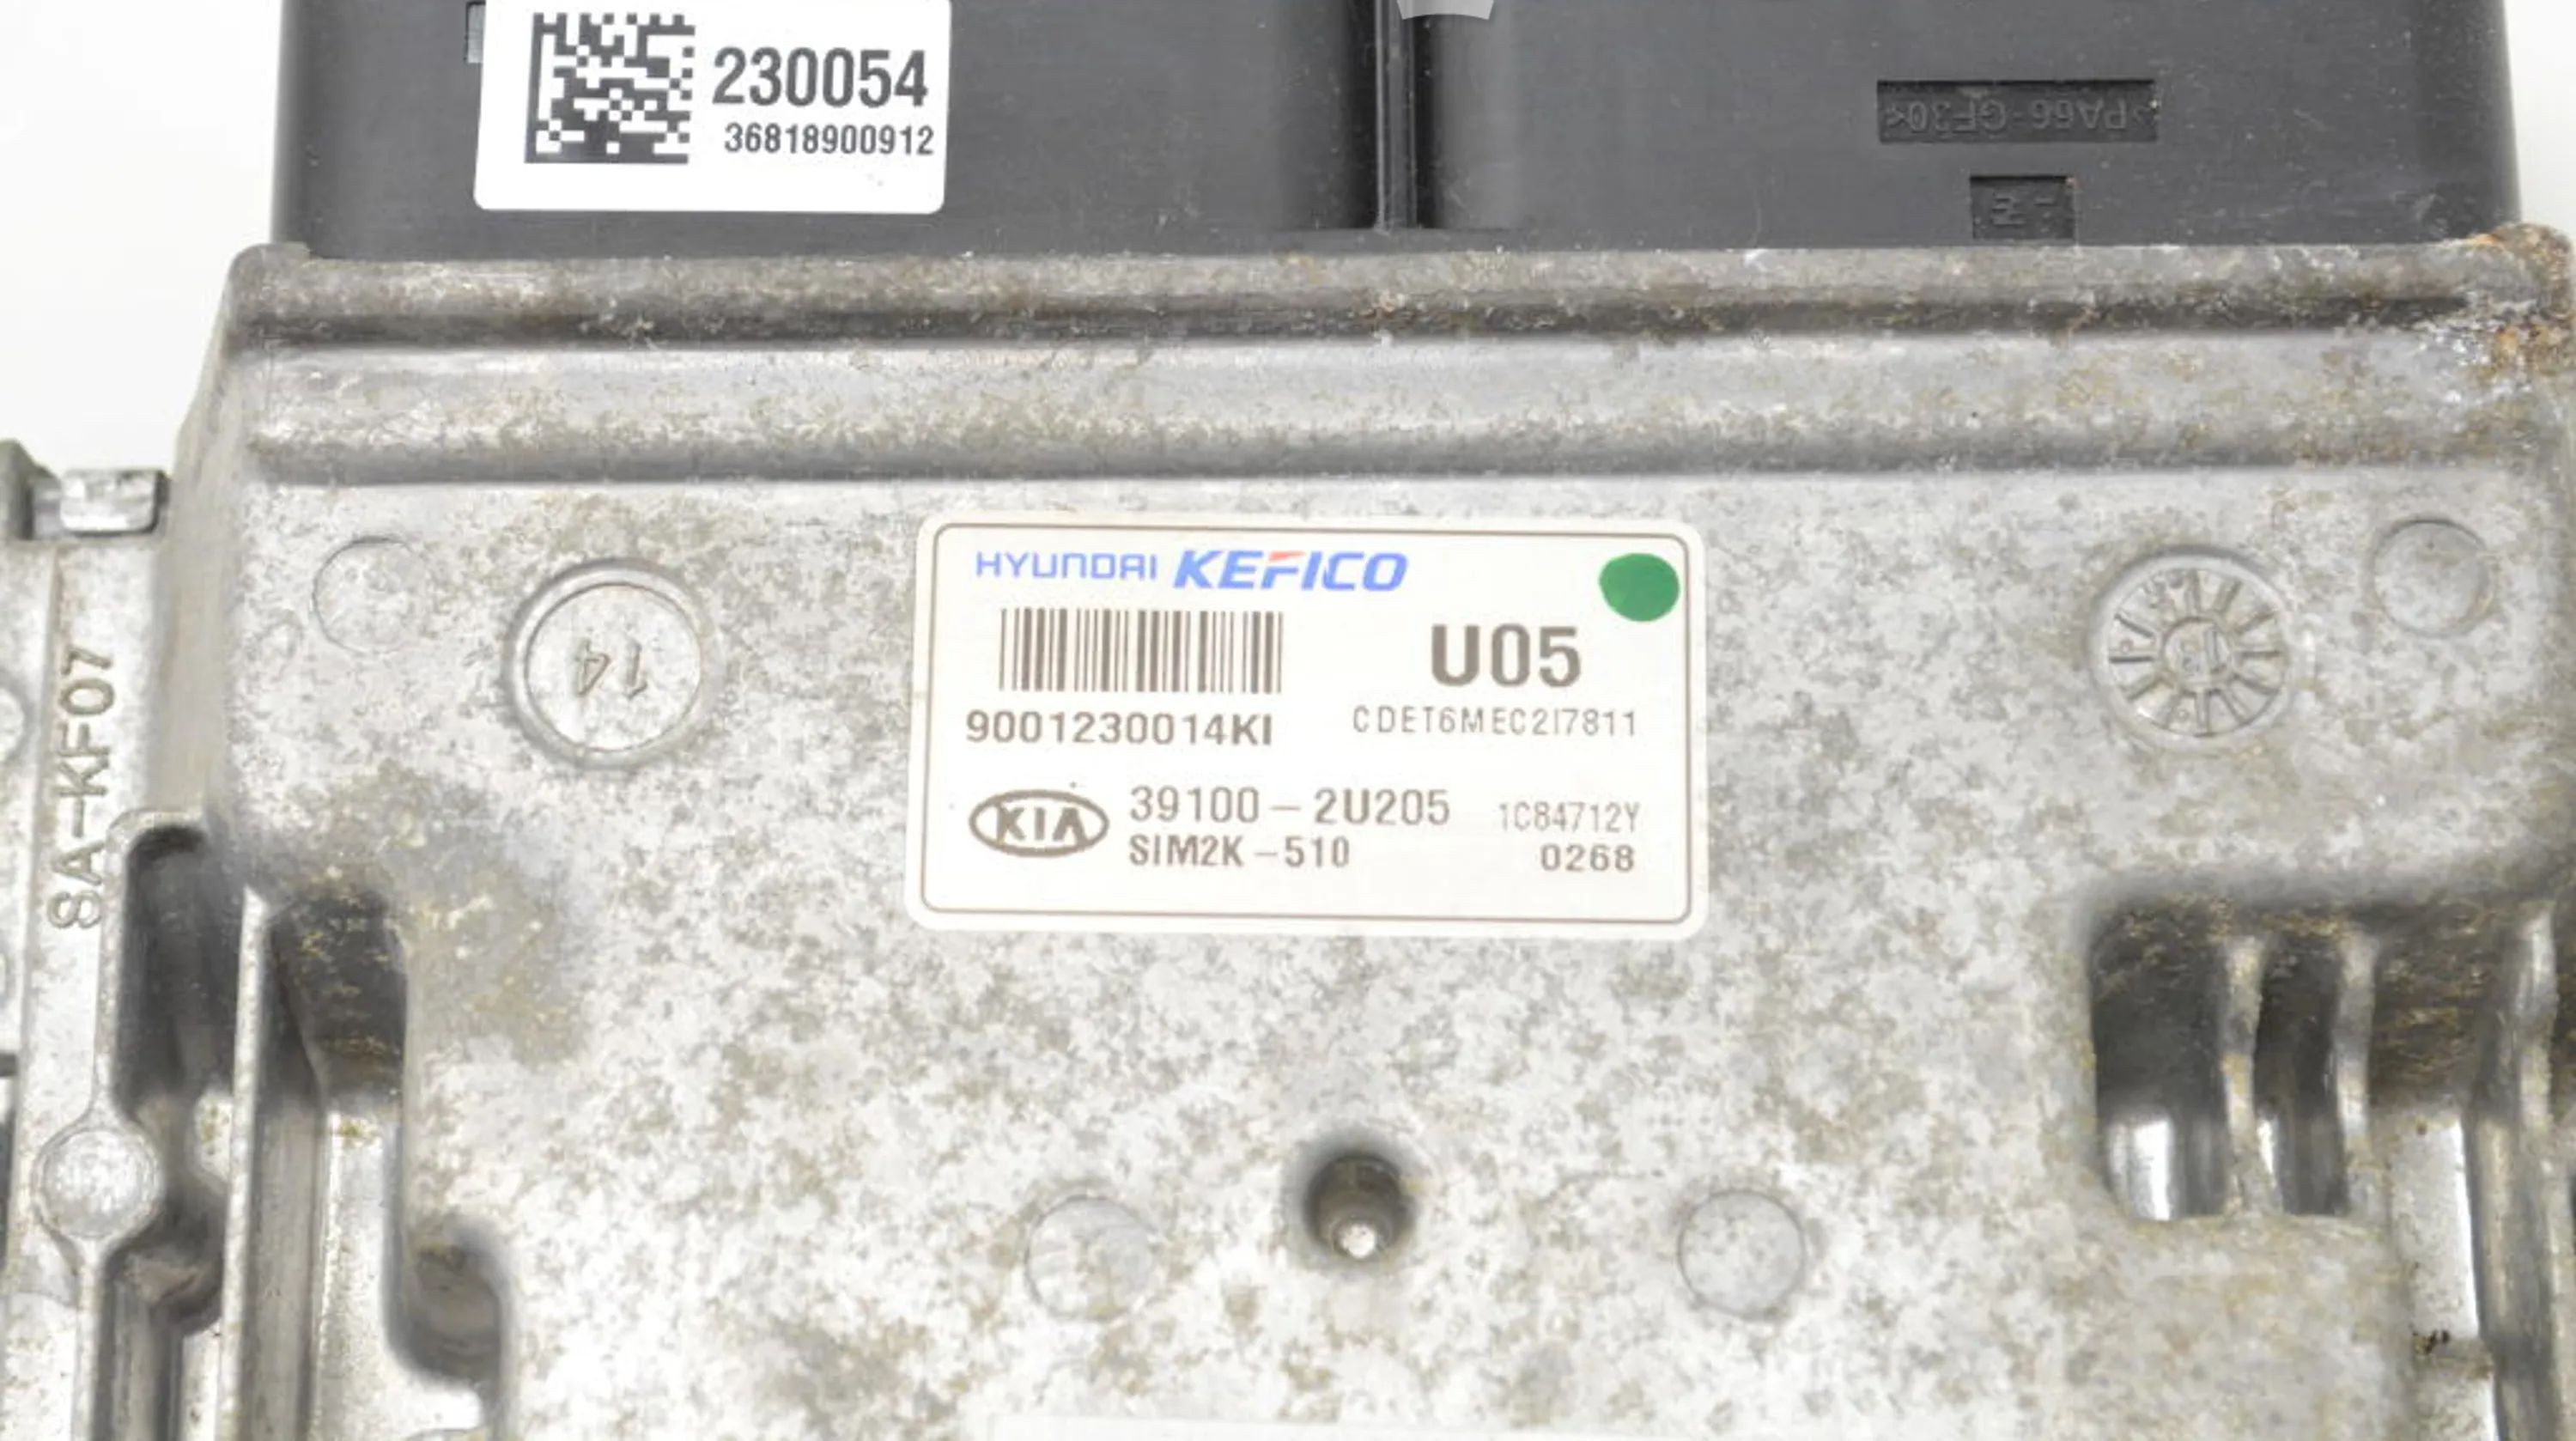 230054
36818900912
>PA66-GF30<
HYUNDAI KEFICO
U05
9001230014KI
CDET6MEC2I7811
KIA
39100-2U205
1C84712Y
SIM2K-510
0268
14
SA-KF07